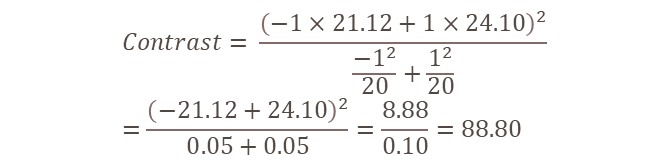 Contrast = (−1 × 21.12 + 1 × 24.10)² / (−1²/20 + 1²/20)
= (−21.12 + 24.10)² / (0.05 + 0.05) = 8.88/0.10 = 88.80